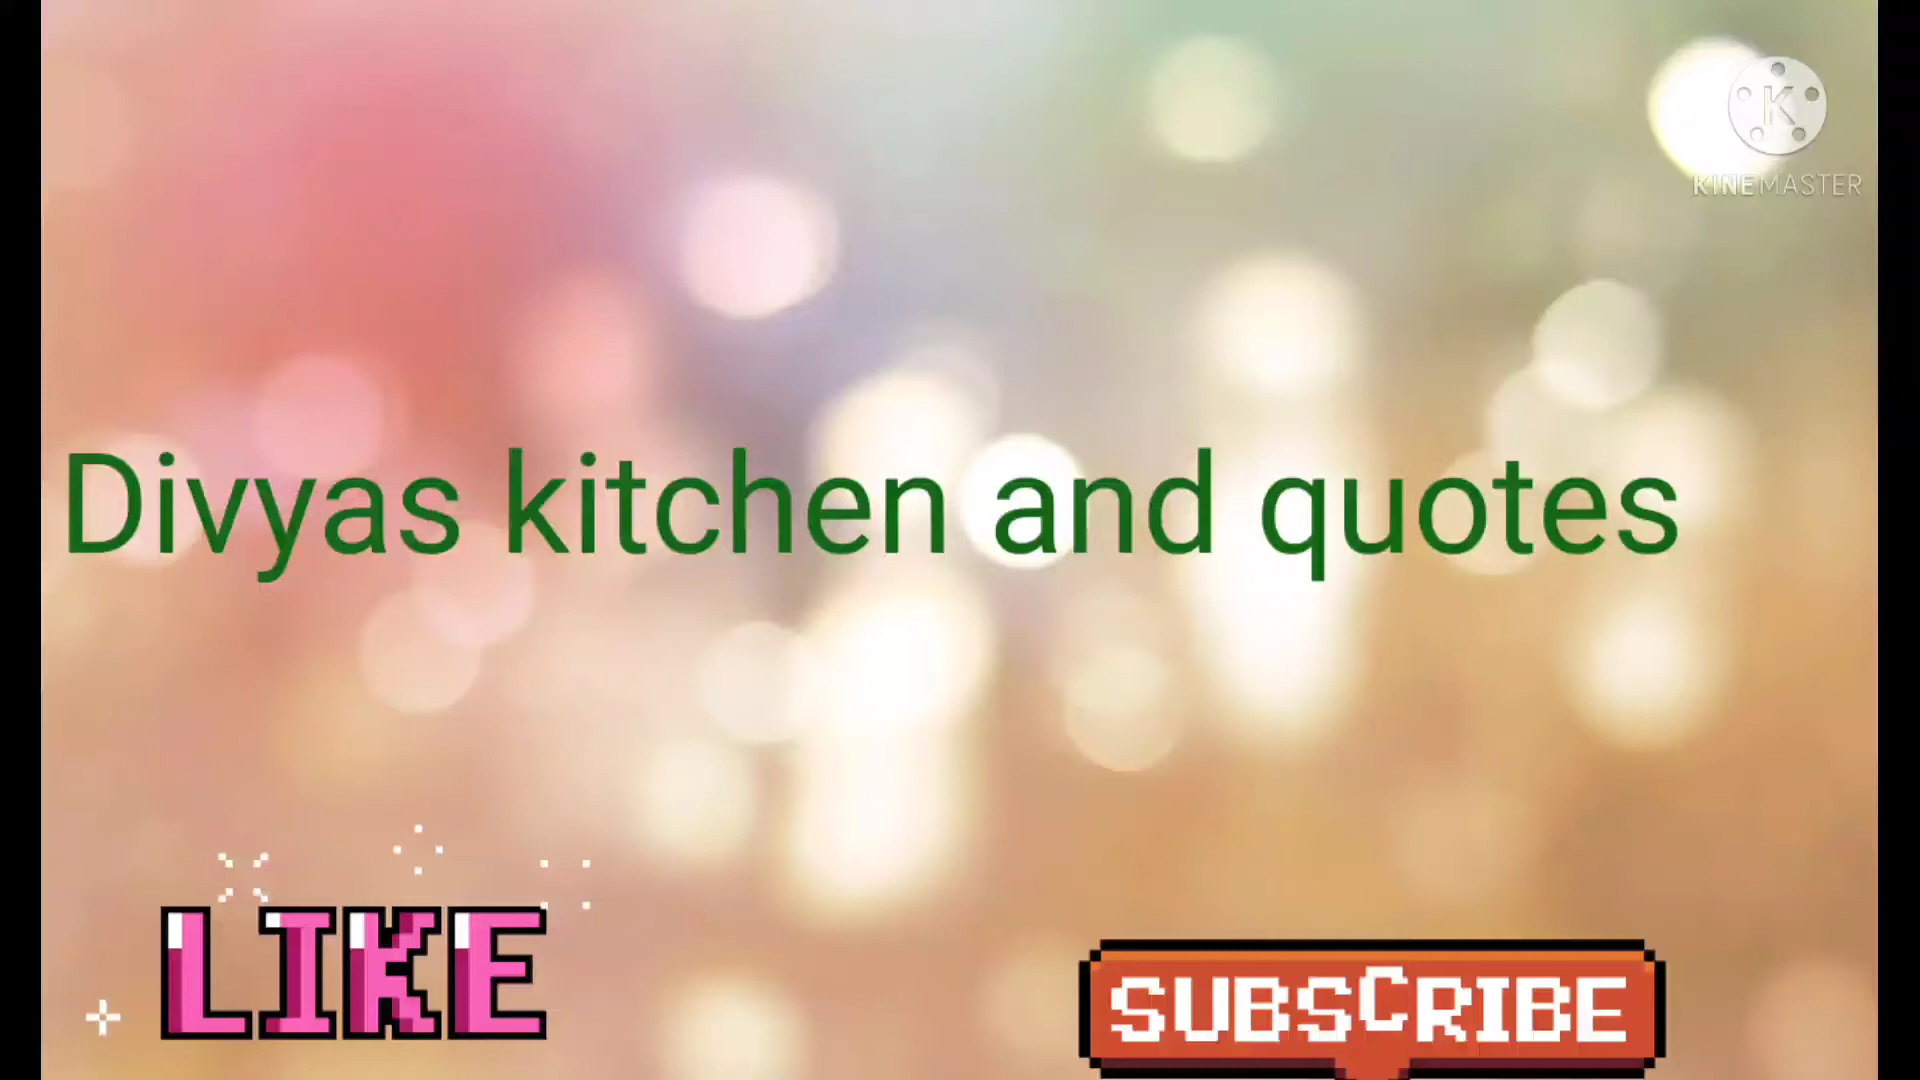 K
KINEMASTER
Divyas kitchen and quotes
LIKE
SUBSCRIBE